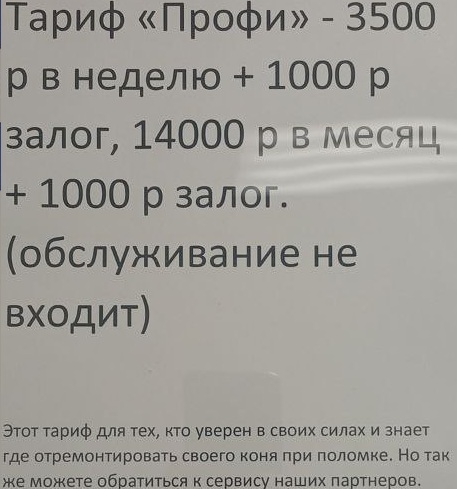 Тариф «Профи» - 3500
р в неделю + 1000 р
залог, 14000 р в месяц
+ 1000 р залог.
(обслуживание не
входит)
Этот тариф для тех, кто уверен в своих силах и знает
где отремонтировать своего коня при поломке. Но так
же можете обратиться к сервису наших партнеров.